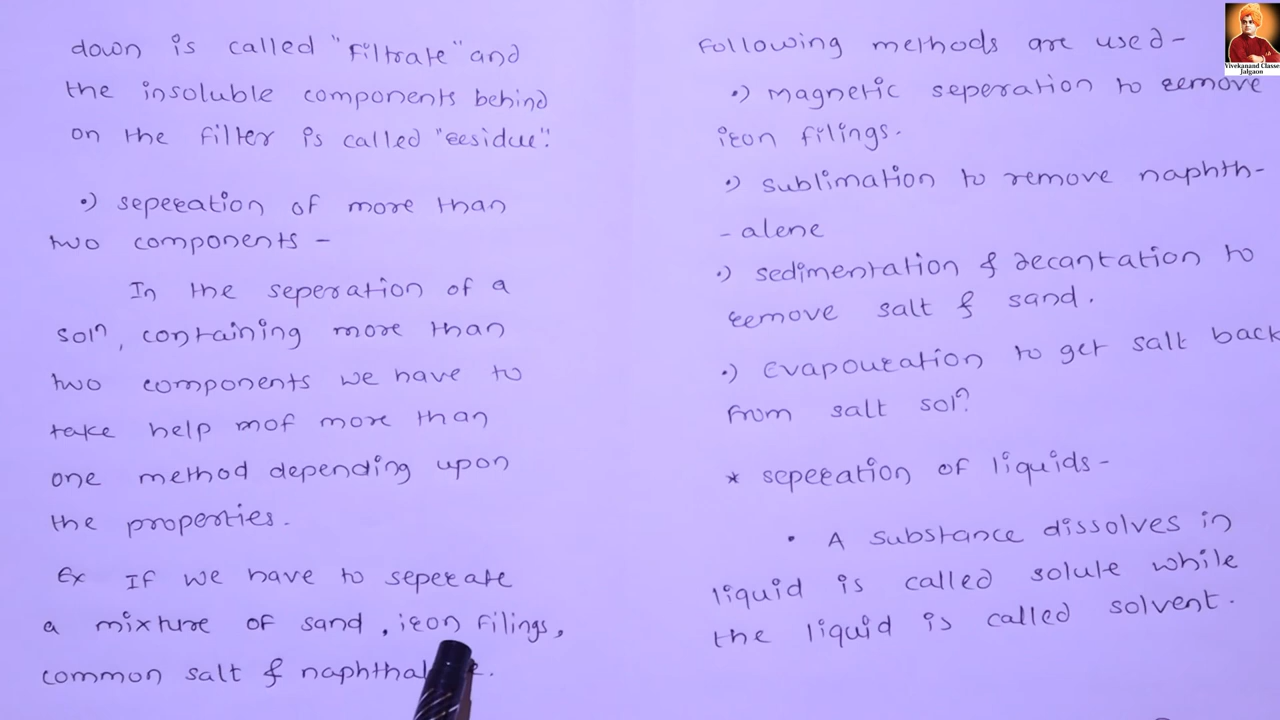 down is called "Filtrate" and
the insoluble components behind
on the filter is called "residue".
•) seperation of more than
two components -
In the seperation of a
solⁿ, containing more than
two components we have to
take help mof more than
one method depending upon
the properties.
Ex If we have to seperate
a mixture of sand, iron filings,
common salt &
Following methods are used -
•) magnetic seperation to remove
iron filings.
•) sublimation to remove naphth-
- alene
•) sedimentation & decantation to
remove salt & sand.
•) Evapouration to get salt back
From salt solⁿ.
* seperation of liquids -
• A substance dissolves in
liquid is called solute while
the liquid is called solvent.
Vivekanand Classes
Jalgaon